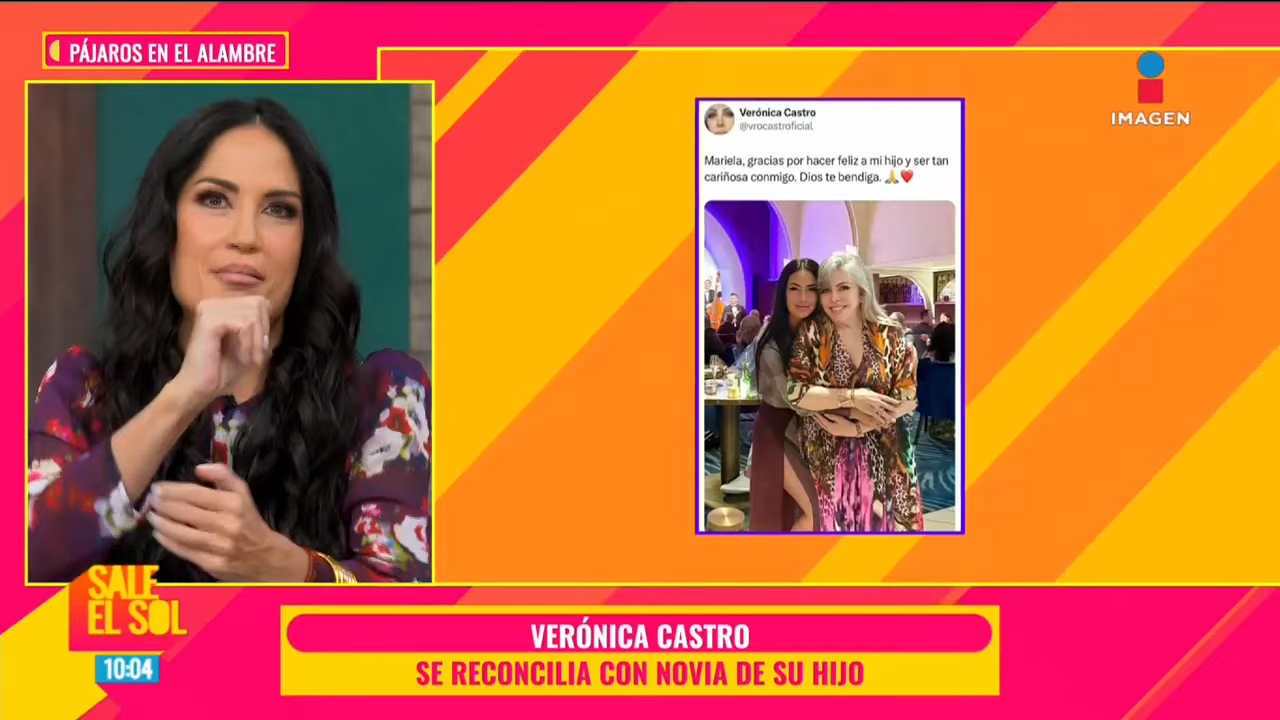 PÁJAROS EN EL ALAMBRE
IMAGEN
Verónica Castro
@vrocastroficial
Mariela, gracias por hacer feliz a mi hijo y ser tan
cariñosa conmigo. Dios te bendiga. 🙏❤️
SALE
EL SOL
10:04
VERÓNICA CASTRO
SE RECONCILIA CON NOVIA DE SU HIJO